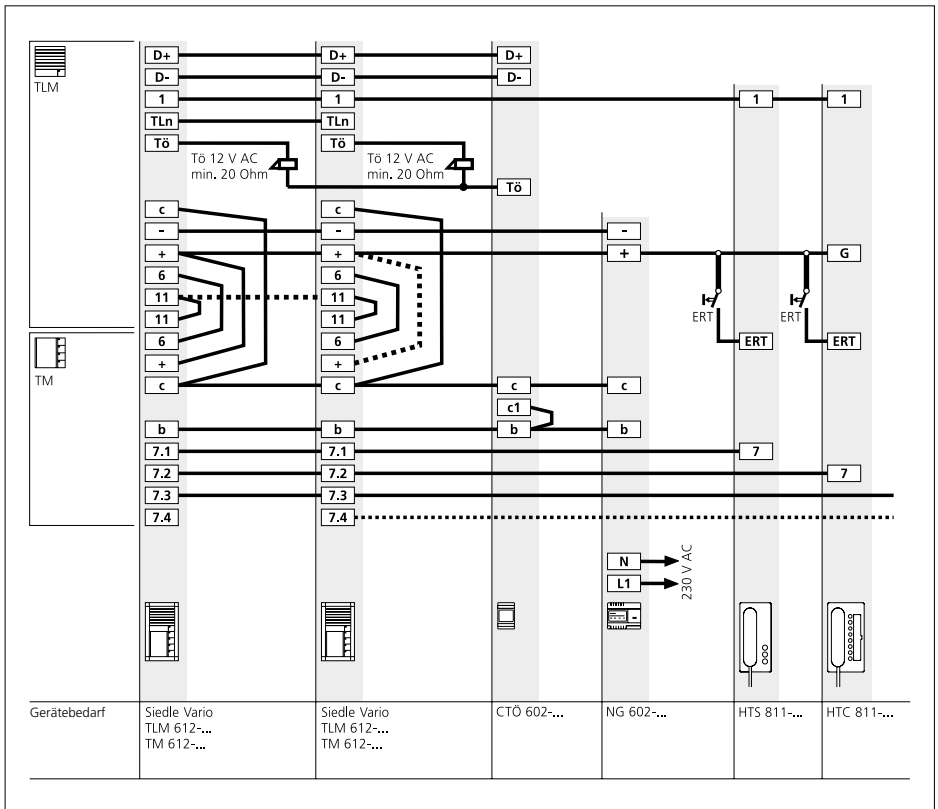 TLM
D+ D+ D+
D- D- D-
1 1 1 1
TLn TLn
Tö Tö
Tö 12 V AC Tö 12 V AC
min. 20 Ohm min. 20 Ohm
Tö
c c
- - -
+ + + G
6 6
11 11
ERT ERT
11 11
6 6 ERT ERT
TM
+ +
c c c c
c1
b b b b
7.1 7.1 7
7.2 7.2 7
7.3 7.3
7.4 7.4
N
L1
230 V AC
Gerätebedarf Siedle Vario Siedle Vario CTÖ 602-... NG 602-... HTS 811-... HTC 811-...
TLM 612-... TLM 612-...
TM 612-... TM 612-...